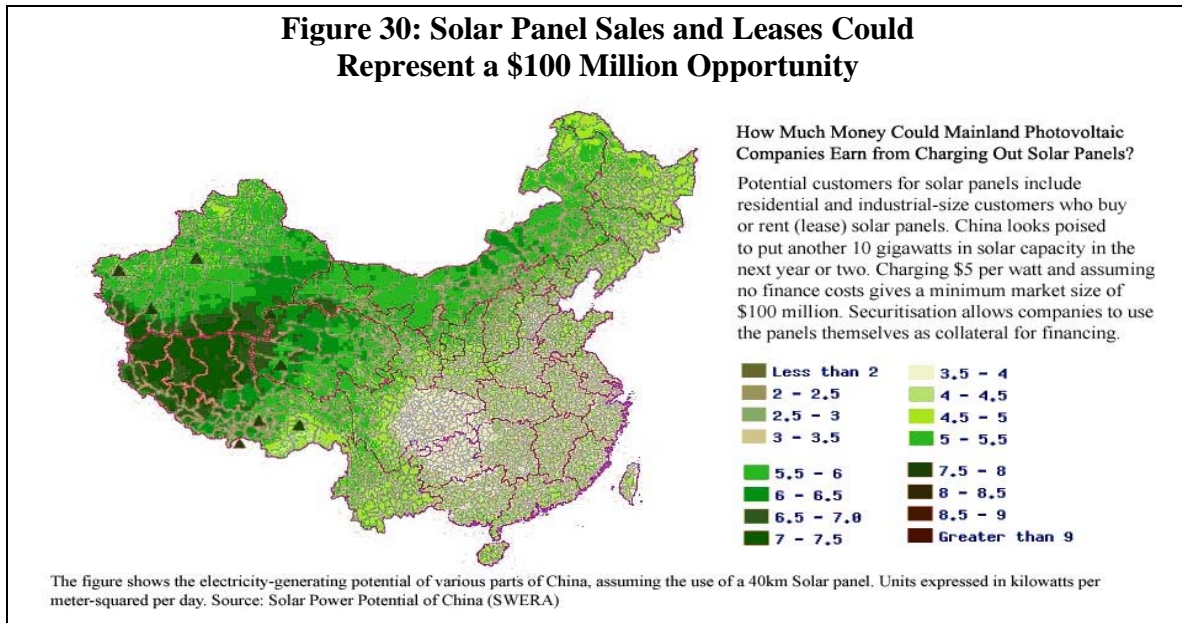 Figure 30: Solar Panel Sales and Leases Could
Represent a $100 Million Opportunity
How Much Money Could Mainland Photovoltaic
Companies Earn from Charging Out Solar Panels?
Potential customers for solar panels include
residential and industrial-size customers who buy
or rent (lease) solar panels. China looks poised
to put another 10 gigawatts in solar capacity in the
next year or two. Charging $5 per watt and assuming
no finance costs gives a minimum market size of
$100 million. Securitisation allows companies to use
the panels themselves as collateral for financing.
Less than 2
2 - 2.5
2.5 - 3
3 - 3.5
3.5 - 4
4 - 4.5
4.5 - 5
5 - 5.5
5.5 - 6
6 - 6.5
6.5 - 7.0
7 - 7.5
7.5 - 8
8 - 8.5
8.5 - 9
Greater than 9
The figure shows the electricity-generating potential of various parts of China, assuming the use of a 40km Solar panel. Units expressed in kilowatts per
meter-squared per day. Source: Solar Power Potential of China (SWERA)